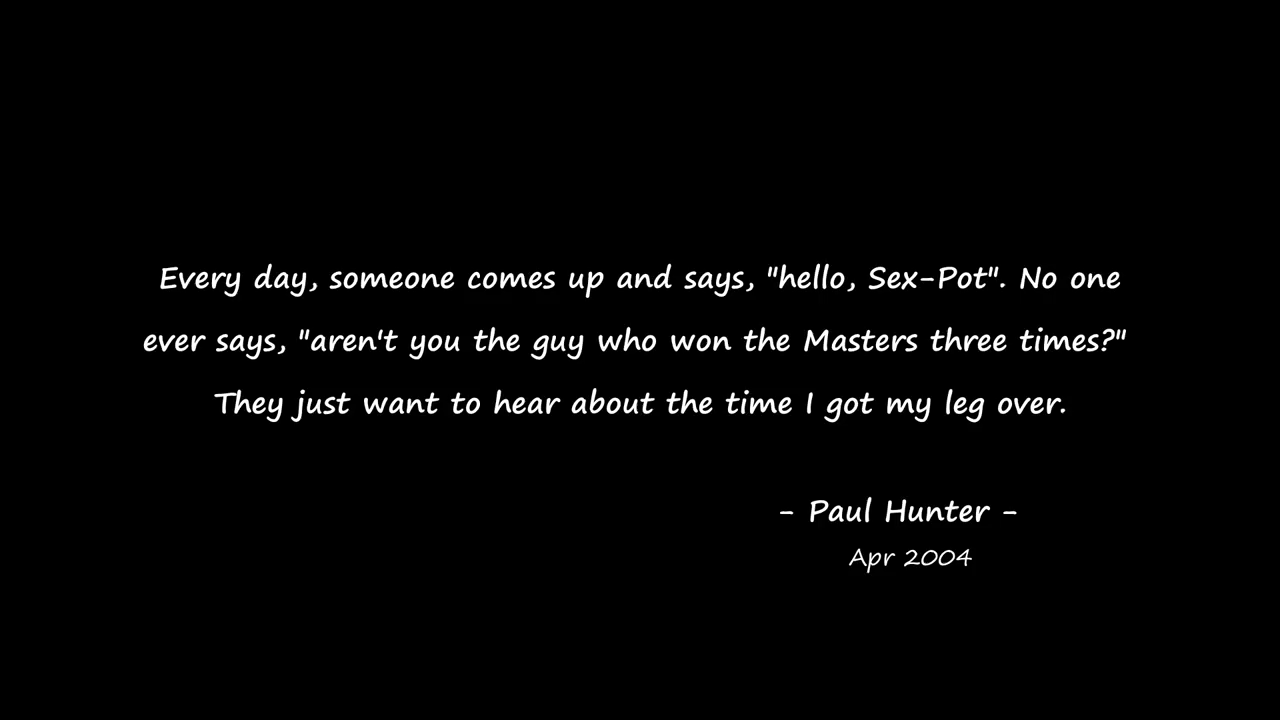 Every day, someone comes up and says, "hello, Sex-Pot". No one
ever says, "aren't you the guy who won the Masters three times?"
They just want to hear about the time I got my leg over.
- Paul Hunter -
Apr 2004